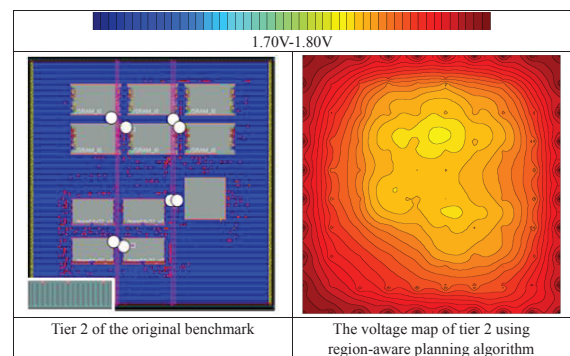 1.70V-1.80V
Tier 2 of the original benchmark
The voltage map of tier 2 using
region-aware planning algorithm